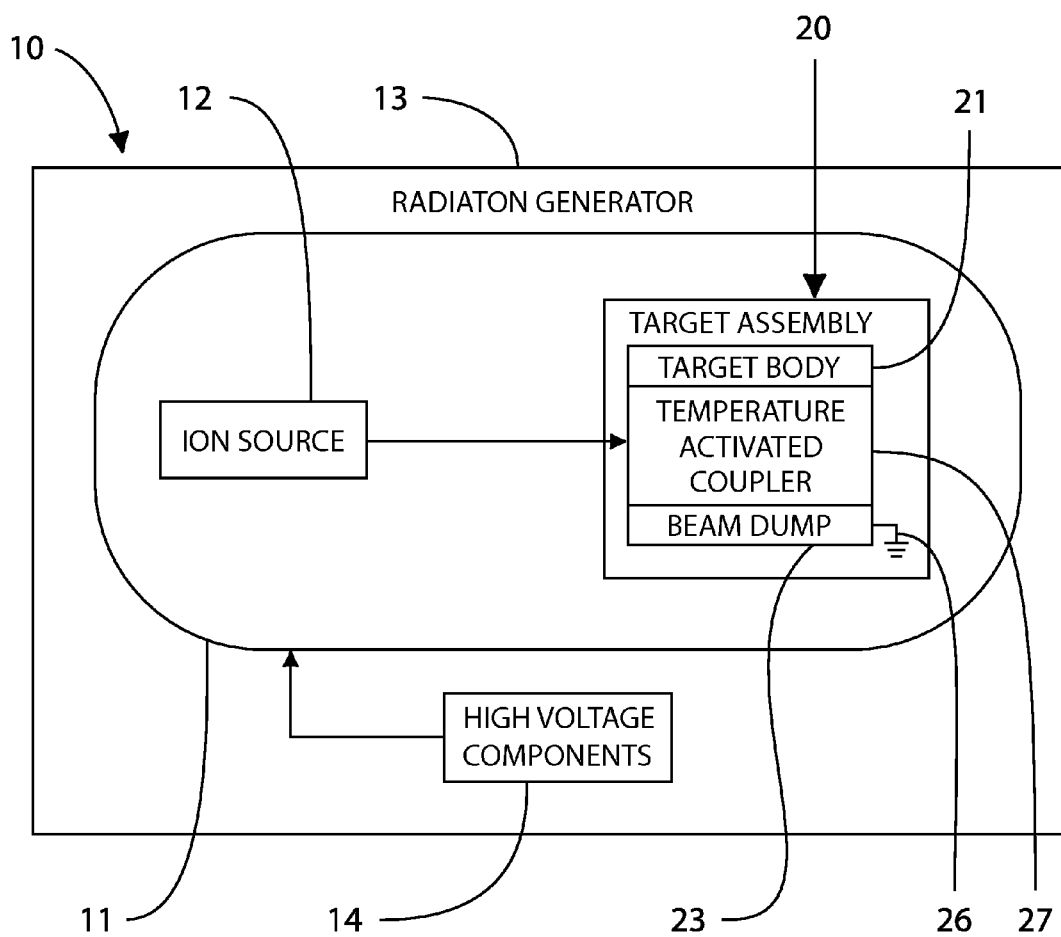 20
10
12
13
21
RADIATON GENERATOR
TARGET ASSEMBLY
TARGET BODY
TEMPERATURE
ACTIVATED
COUPLER
ION SOURCE
BEAM DUMP
HIGH VOLTAGE
COMPONENTS
11
14
23
26
27